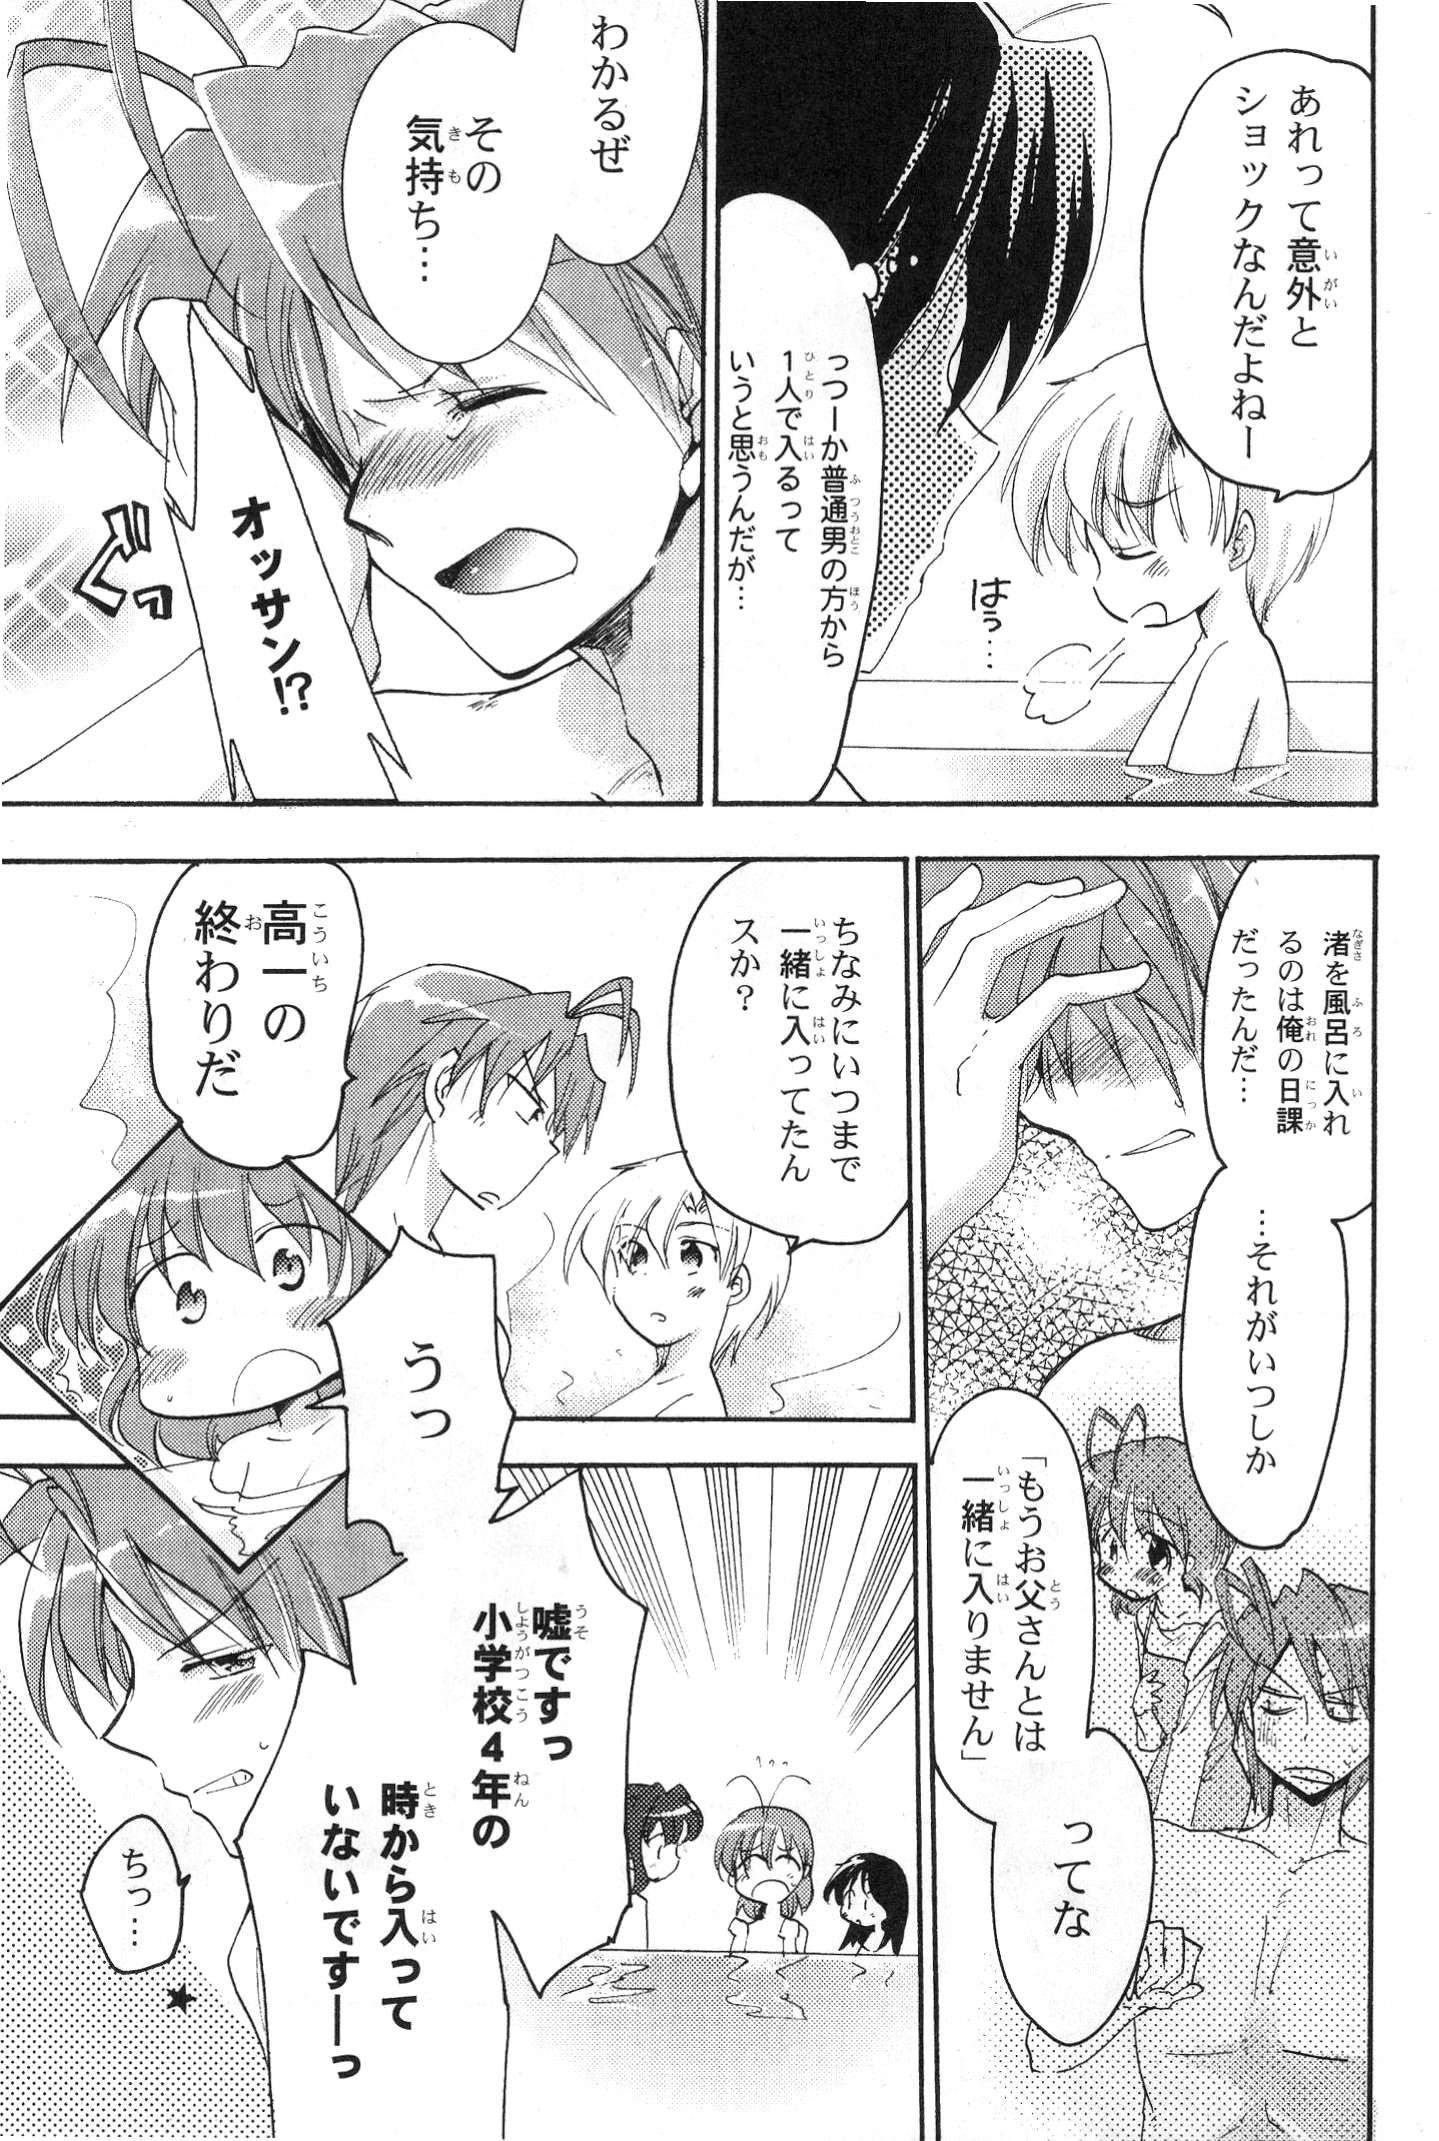 あれって意外と
ショックなんだよねー
はぅ…
っつーか普通男の方から
1人で入るって
いうと思うんだが…
わかるぜ
その
気持ち…
オッサン!?
渚を風呂に入れ
るのは俺の日課
だったんだ…
…それがいつしか
「もうお父さんとは
一緒に入りません」
ってな
ちなみにいつまで
一緒に入ってたん
スか?
高一の
終わりだ
うっ
嘘ですっ
小学校4年の
時から入って
いないですーっ
ちっ…